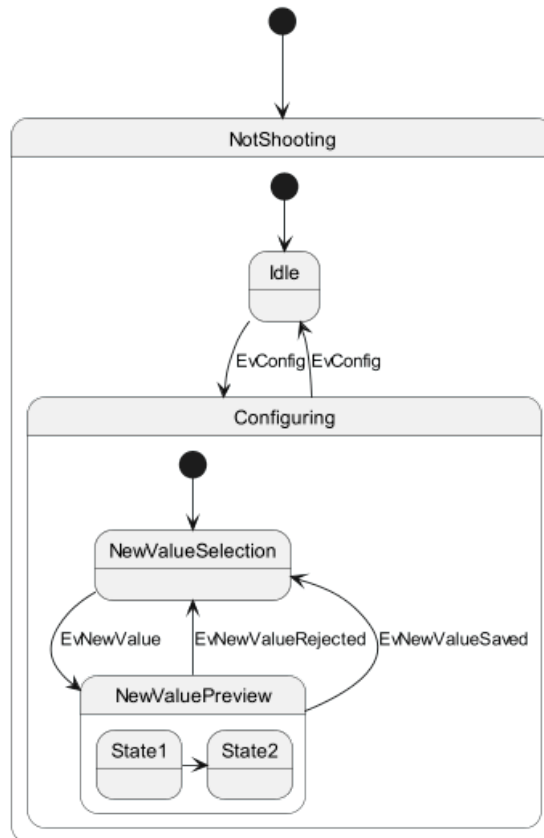 NotShooting
Idle
EvConfig EvConfig
Configuring
NewValueSelection
EvNewValue EvNewValueRejected EvNewValueSaved
NewValuePreview
State1 State2